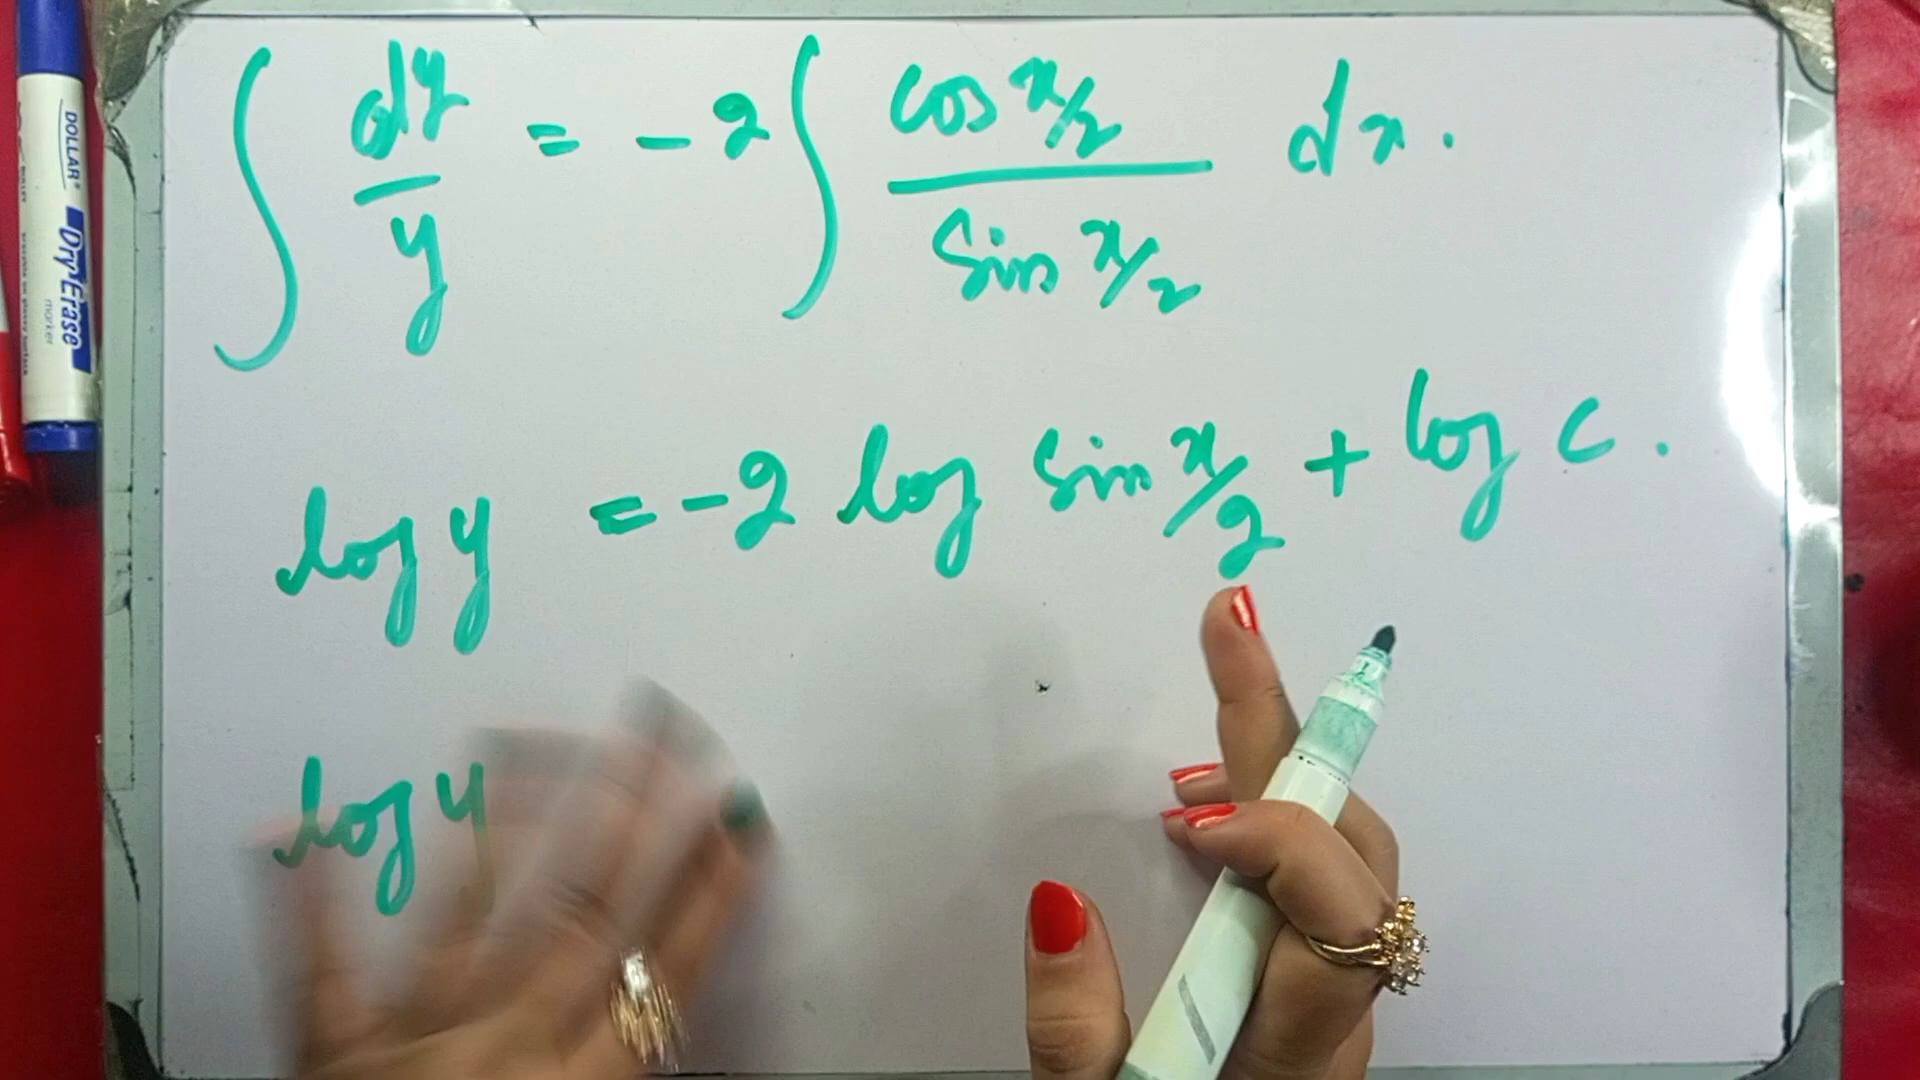 ∫ dy/y = -2 ∫ cos x/2 / sin x/2 dx.
log y = -2 log sin x/2 + log c.
log y
DOLLAR
Dry Erase
marker